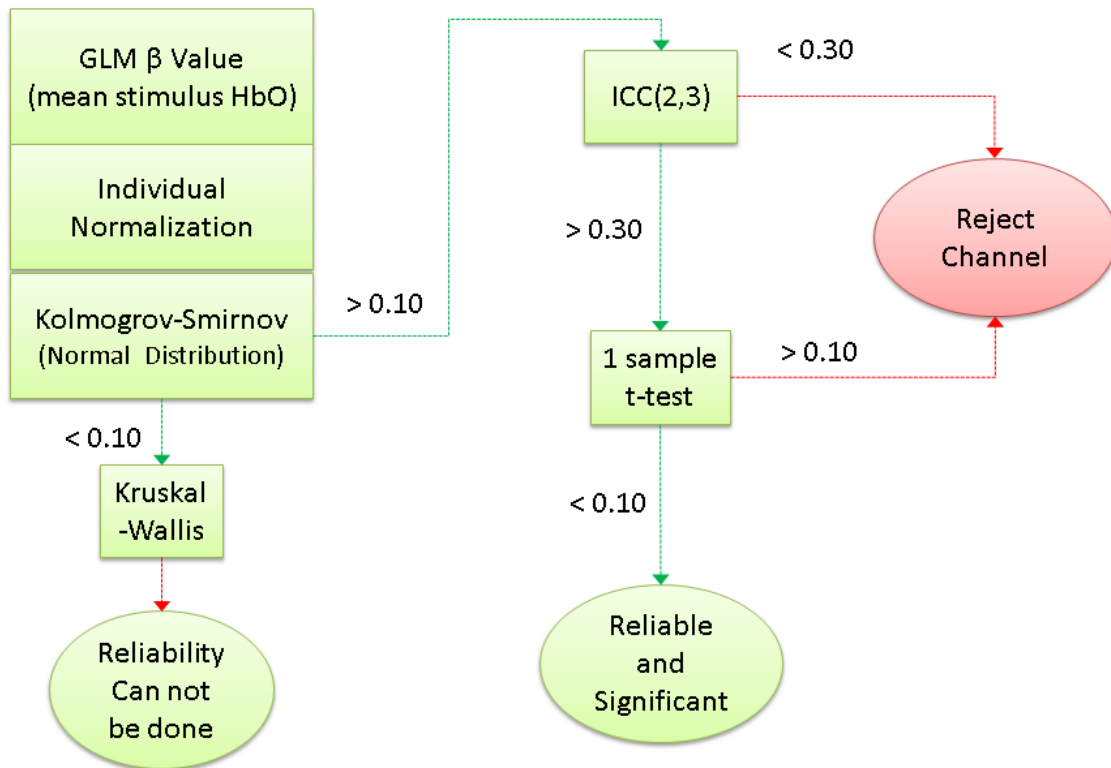 GLM β Value
(mean stimulus HbO)
Individual
Normalization
Kolmogrov-Smirnov
(Normal Distribution)
> 0.10
< 0.10
Kruskal
-Wallis
Reliability
Can not
be done
ICC(2,3)
< 0.30
> 0.30
Reject
Channel
1 sample
t-test
> 0.10
< 0.10
Reliable
and
Significant